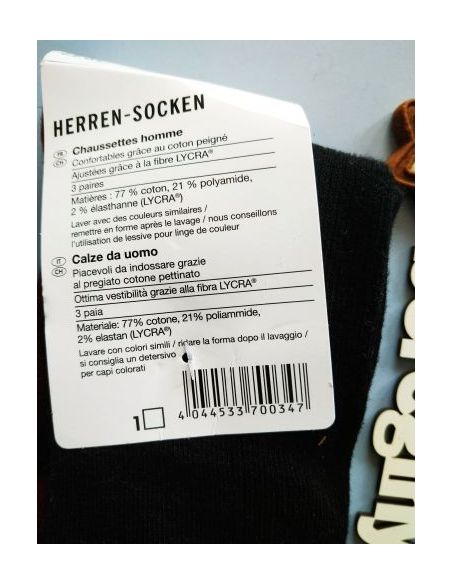 HERREN-SOCKEN
FR Chaussettes homme
CH Confortables grâce au coton peigné
Ajustées grâce à la fibre LYCRA®
3 paires
Matières : 77 % coton, 21 % polyamide,
2 % élasthanne (LYCRA®)
Laver avec des couleurs similaires /
remettre en forme après le lavage / nous conseillons
l'utilisation de lessive pour linge de couleur
IT Calze da uomo
CH Piacevoli da indossare grazie
al pregiato cotone pettinato
Ottima vestibilità grazie alla fibra LYCRA®
3 paia
Materiale: 77% cotone, 21% poliammide,
2% elastan (LYCRA®)
Lavare con colori simili / ridare la forma dopo il lavaggio /
si consiglia un detersivo
per capi colorati
1
4 044533 700347